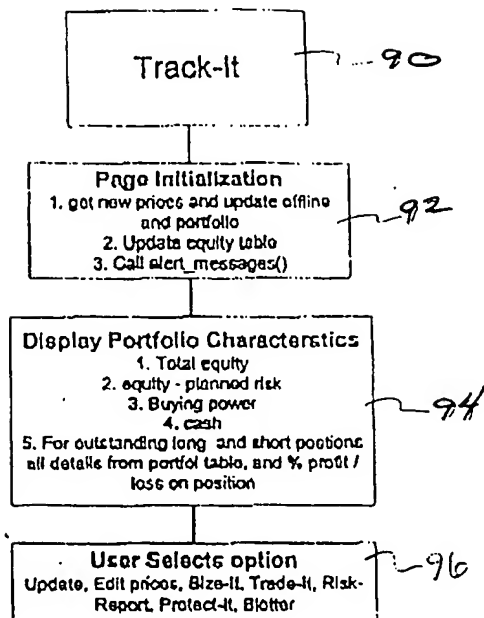 Track-It
90
Page Initialization
1. get new prices and update offline
and portfolio
2. Update equity table
3. Call alert_messages()
92
Display Portfolio Characterstics
1. Total equity
2. equity - planned risk
3. Buying power
4. cash
5. For outstanding long and short postions
all details from portfol table, and % profit /
loss on position
94
User Selects option
Update, Edit prices, Size-It, Trade-It, Risk-
Report, Protect-It, Blotter
96